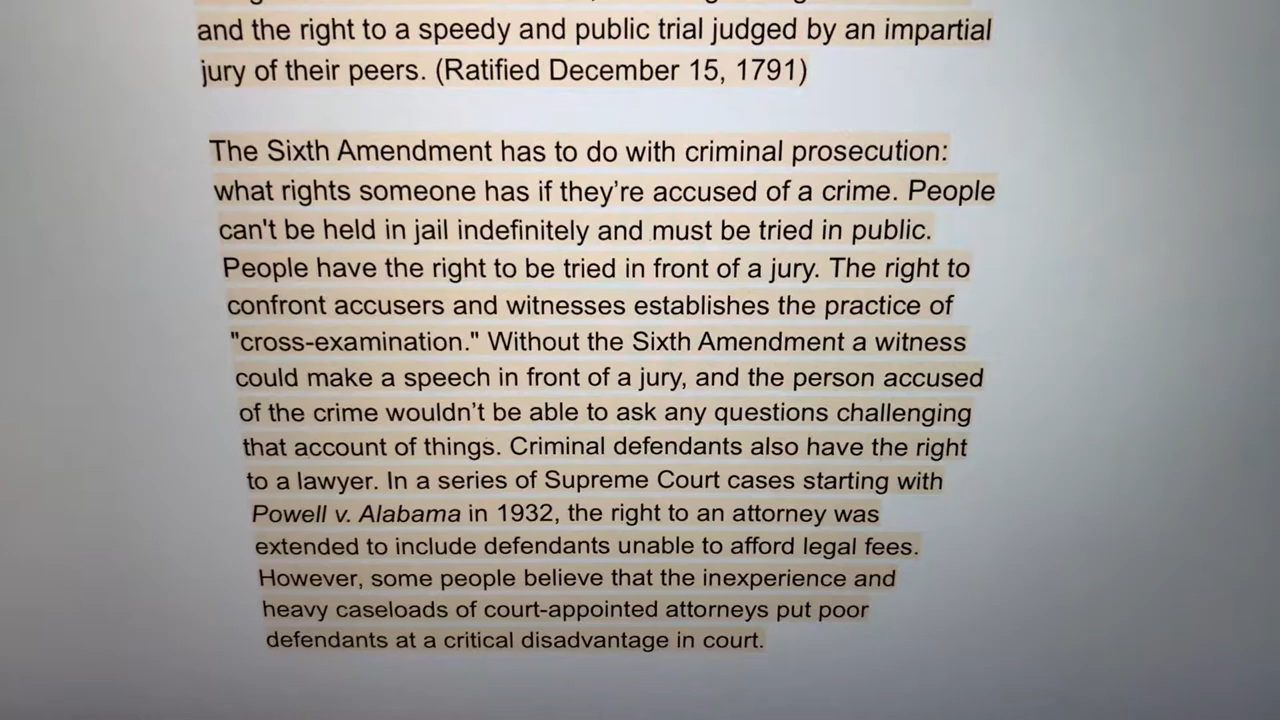 and the right to a speedy and public trial judged by an impartial
jury of their peers. (Ratified December 15, 1791)
The Sixth Amendment has to do with criminal prosecution:
what rights someone has if they’re accused of a crime. People
can't be held in jail indefinitely and must be tried in public.
People have the right to be tried in front of a jury. The right to
confront accusers and witnesses establishes the practice of
"cross-examination." Without the Sixth Amendment a witness
could make a speech in front of a jury, and the person accused
of the crime wouldn’t be able to ask any questions challenging
that account of things. Criminal defendants also have the right
to a lawyer. In a series of Supreme Court cases starting with
Powell v. Alabama in 1932, the right to an attorney was
extended to include defendants unable to afford legal fees.
However, some people believe that the inexperience and
heavy caseloads of court-appointed attorneys put poor
defendants at a critical disadvantage in court.